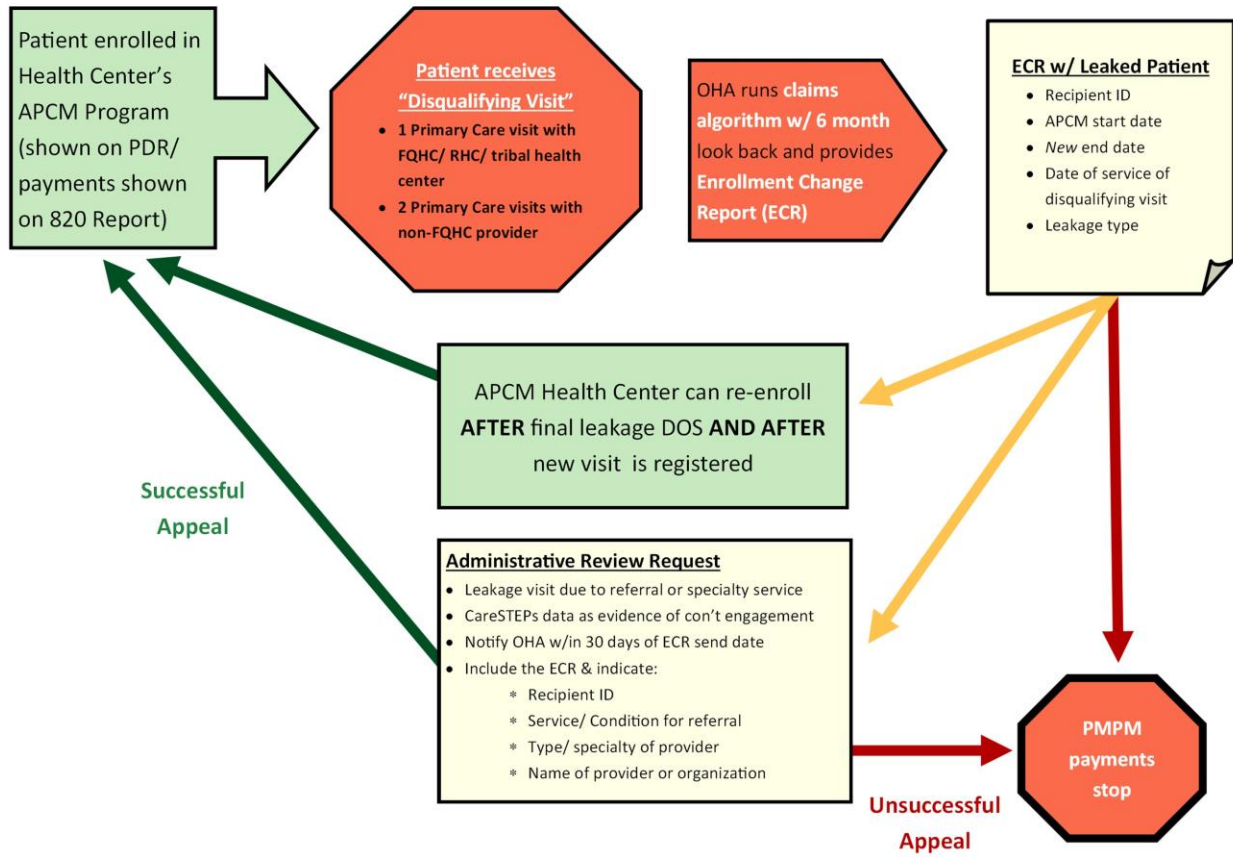 Patient enrolled in
Health Center's
APCM Program
(shown on PDR/
payments shown
on 820 Report)
Patient receives
"Disqualifying Visit"
• 1 Primary Care visit with
FQHC/ RHC/ tribal health
center
• 2 Primary Care visits with
non-FQHC provider
OHA runs claims
algorithm w/ 6 month
look back and provides
Enrollment Change
Report (ECR)
ECR w/ Leaked Patient
• Recipient ID
• APCM start date
• New end date
• Date of service of
disqualifying visit
• Leakage type
APCM Health Center can re-enroll
AFTER final leakage DOS AND AFTER
new visit is registered
Successful
Appeal
Administrative Review Request
• Leakage visit due to referral or specialty service
• CareSTEPs data as evidence of con't engagement
• Notify OHA w/in 30 days of ECR send date
• Include the ECR & indicate:
* Recipient ID
* Service/ Condition for referral
* Type/ specialty of provider
* Name of provider or organization
Unsuccessful
Appeal
PMPM
payments
stop